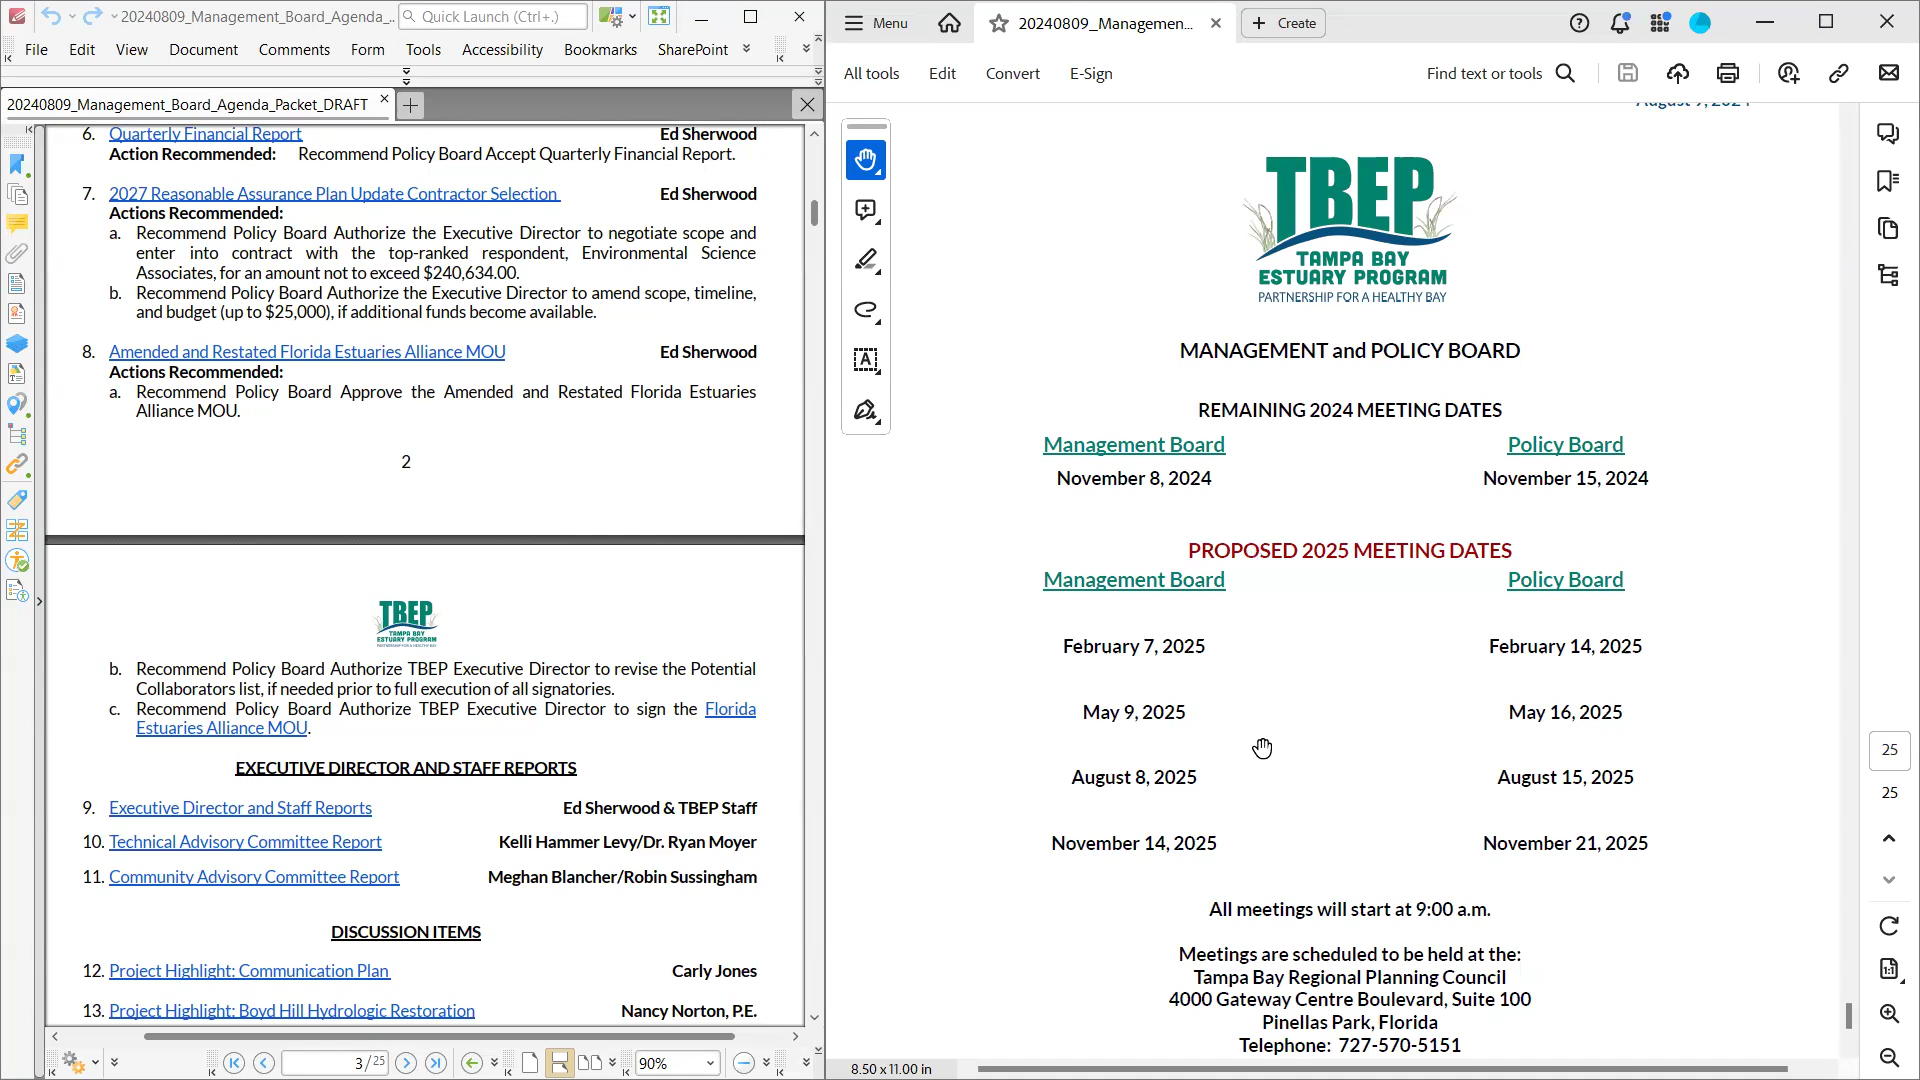 20240809_Management_Board_Agenda_..
Quick Launch (Ctrl+.)
File Edit View Document Comments Form Tools Accessibility Bookmarks SharePoint
20240809_Management_Board_Agenda_Packet_DRAFT
6. Quarterly Financial Report Ed Sherwood
Action Recommended: Recommend Policy Board Accept Quarterly Financial Report.
7. 2027 Reasonable Assurance Plan Update Contractor Selection Ed Sherwood
Actions Recommended:
a. Recommend Policy Board Authorize the Executive Director to negotiate scope and
enter into contract with the top-ranked respondent, Environmental Science
Associates, for an amount not to exceed $240,634.00.
b. Recommend Policy Board Authorize the Executive Director to amend scope, timeline,
and budget (up to $25,000), if additional funds become available.
8. Amended and Restated Florida Estuaries Alliance MOU Ed Sherwood
Actions Recommended:
a. Recommend Policy Board Approve the Amended and Restated Florida Estuaries
Alliance MOU.
2
TBEP
TAMPA BAY
ESTUARY PROGRAM
PARTNERSHIP FOR A HEALTHY BAY
b. Recommend Policy Board Authorize TBEP Executive Director to revise the Potential
Collaborators list, if needed prior to full execution of all signatories.
c. Recommend Policy Board Authorize TBEP Executive Director to sign the Florida
Estuaries Alliance MOU.
EXECUTIVE DIRECTOR AND STAFF REPORTS
9. Executive Director and Staff Reports Ed Sherwood & TBEP Staff
10. Technical Advisory Committee Report Kelli Hammer Levy/Dr. Ryan Moyer
11. Community Advisory Committee Report Meghan Blancher/Robin Sussingham
DISCUSSION ITEMS
12. Project Highlight: Communication Plan Carly Jones
13. Project Highlight: Boyd Hill Hydrologic Restoration Nancy Norton, P.E.
3 / 25
90%
Menu
20240809_Managemen...
Create
All tools Edit Convert E-Sign
Find text or tools
August 9, 2024
TBEP
TAMPA BAY
ESTUARY PROGRAM
PARTNERSHIP FOR A HEALTHY BAY
MANAGEMENT and POLICY BOARD
REMAINING 2024 MEETING DATES
Management Board Policy Board
November 8, 2024 November 15, 2024
PROPOSED 2025 MEETING DATES
Management Board Policy Board
February 7, 2025 February 14, 2025
May 9, 2025 May 16, 2025
August 8, 2025 August 15, 2025
November 14, 2025 November 21, 2025
All meetings will start at 9:00 a.m.
Meetings are scheduled to be held at the:
Tampa Bay Regional Planning Council
4000 Gateway Centre Boulevard, Suite 100
Pinellas Park, Florida
Telephone: 727-570-5151
25
25
8.50 x 11.00 in